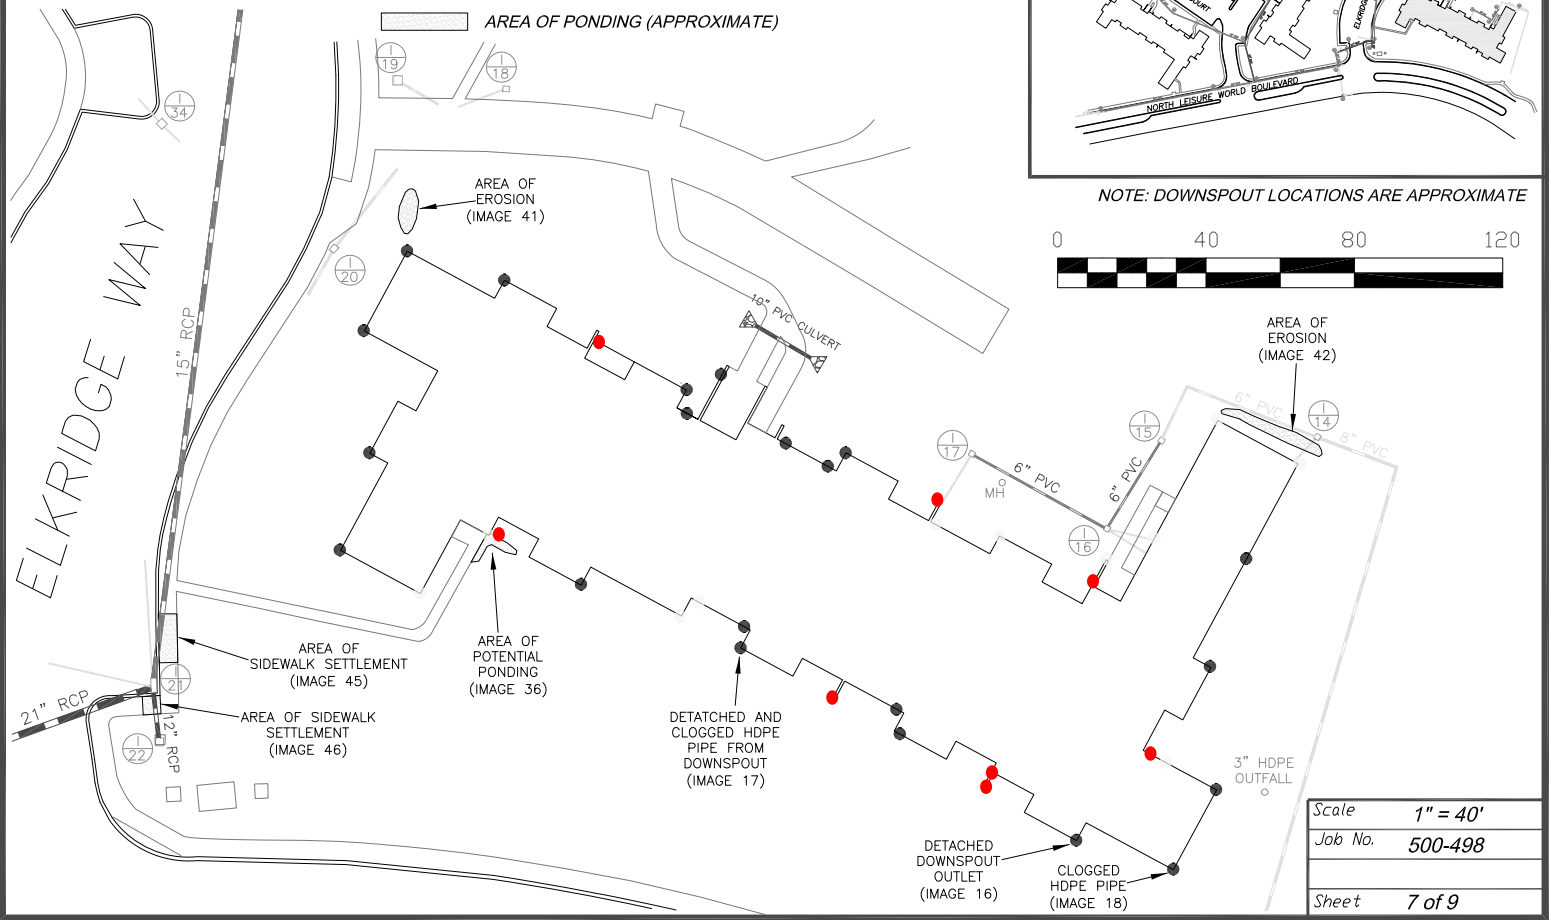 AREA OF PONDING (APPROXIMATE)
COURT
ELKRIDGE
NORTH LEISURE WORLD BOULEVARD
NOTE: DOWNSPOUT LOCATIONS ARE APPROXIMATE
0 40 80 120
I
19
I
18
I
34
AREA OF
EROSION
(IMAGE 41)
I
20
ELKRIDGE WAY
15" RCP
10" PVC CULVERT
AREA OF
EROSION
(IMAGE 42)
6" PVC
I
14
8" PVC
I
15
I
17
6" PVC
MH
6" PVC
I
16
AREA OF
SIDEWALK SETTLEMENT
(IMAGE 45)
I
21
21" RCP
AREA OF SIDEWALK
SETTLEMENT
(IMAGE 46)
I
22
12" RCP
AREA OF
POTENTIAL
PONDING
(IMAGE 36)
DETATCHED AND
CLOGGED HDPE
PIPE FROM
DOWNSPOUT
(IMAGE 17)
3" HDPE
OUTFALL
DETACHED
DOWNSPOUT
OUTLET
(IMAGE 16)
CLOGGED
HDPE PIPE
(IMAGE 18)
Scale 1" = 40'
Job No. 500-498
Sheet 7 of 9